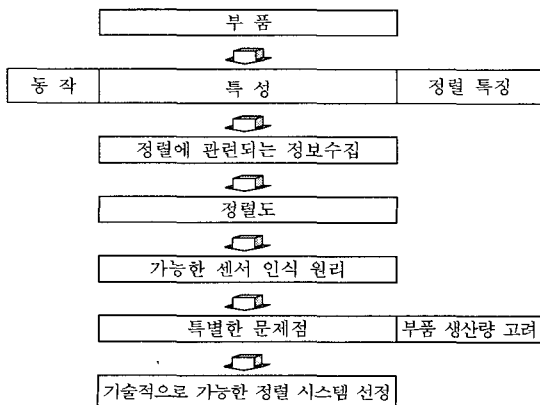 부 품
동 작 특 성 정렬 특징
정렬에 관련되는 정보수집
정렬도
가능한 센서 인식 원리
특별한 문제점 부품 생산량 고려
기술적으로 가능한 정렬 시스템 선정